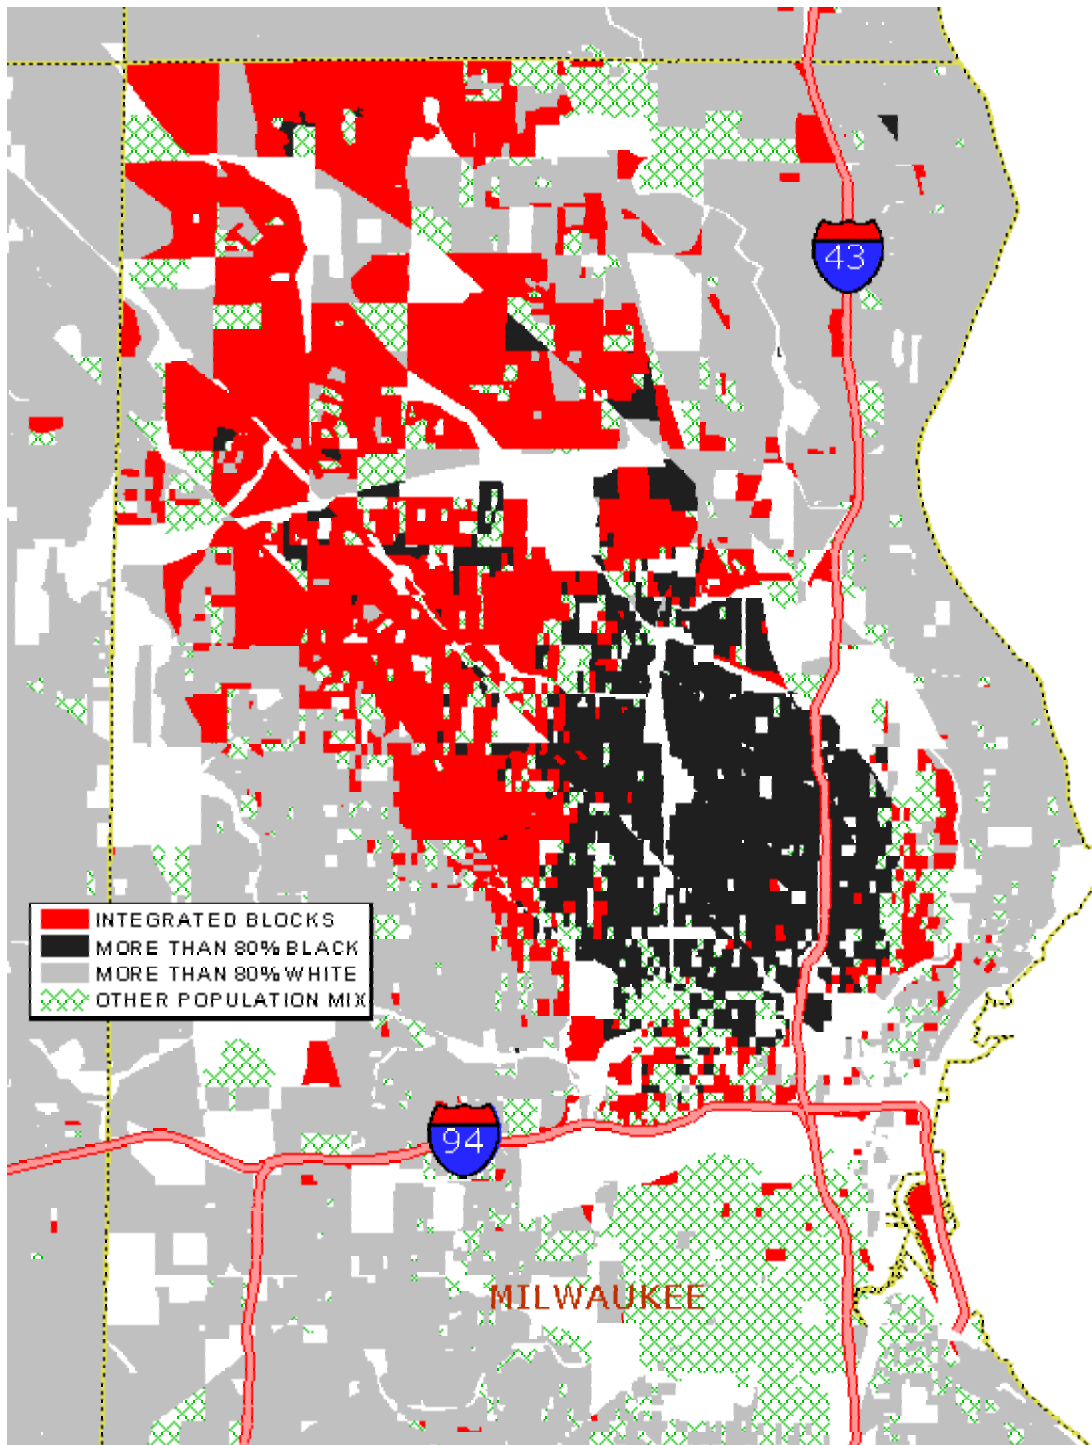 43
INTEGRATED BLOCKS
MORE THAN 80% BLACK
MORE THAN 80% WHITE
OTHER POPULATION MIX
94
MILWAUKEE